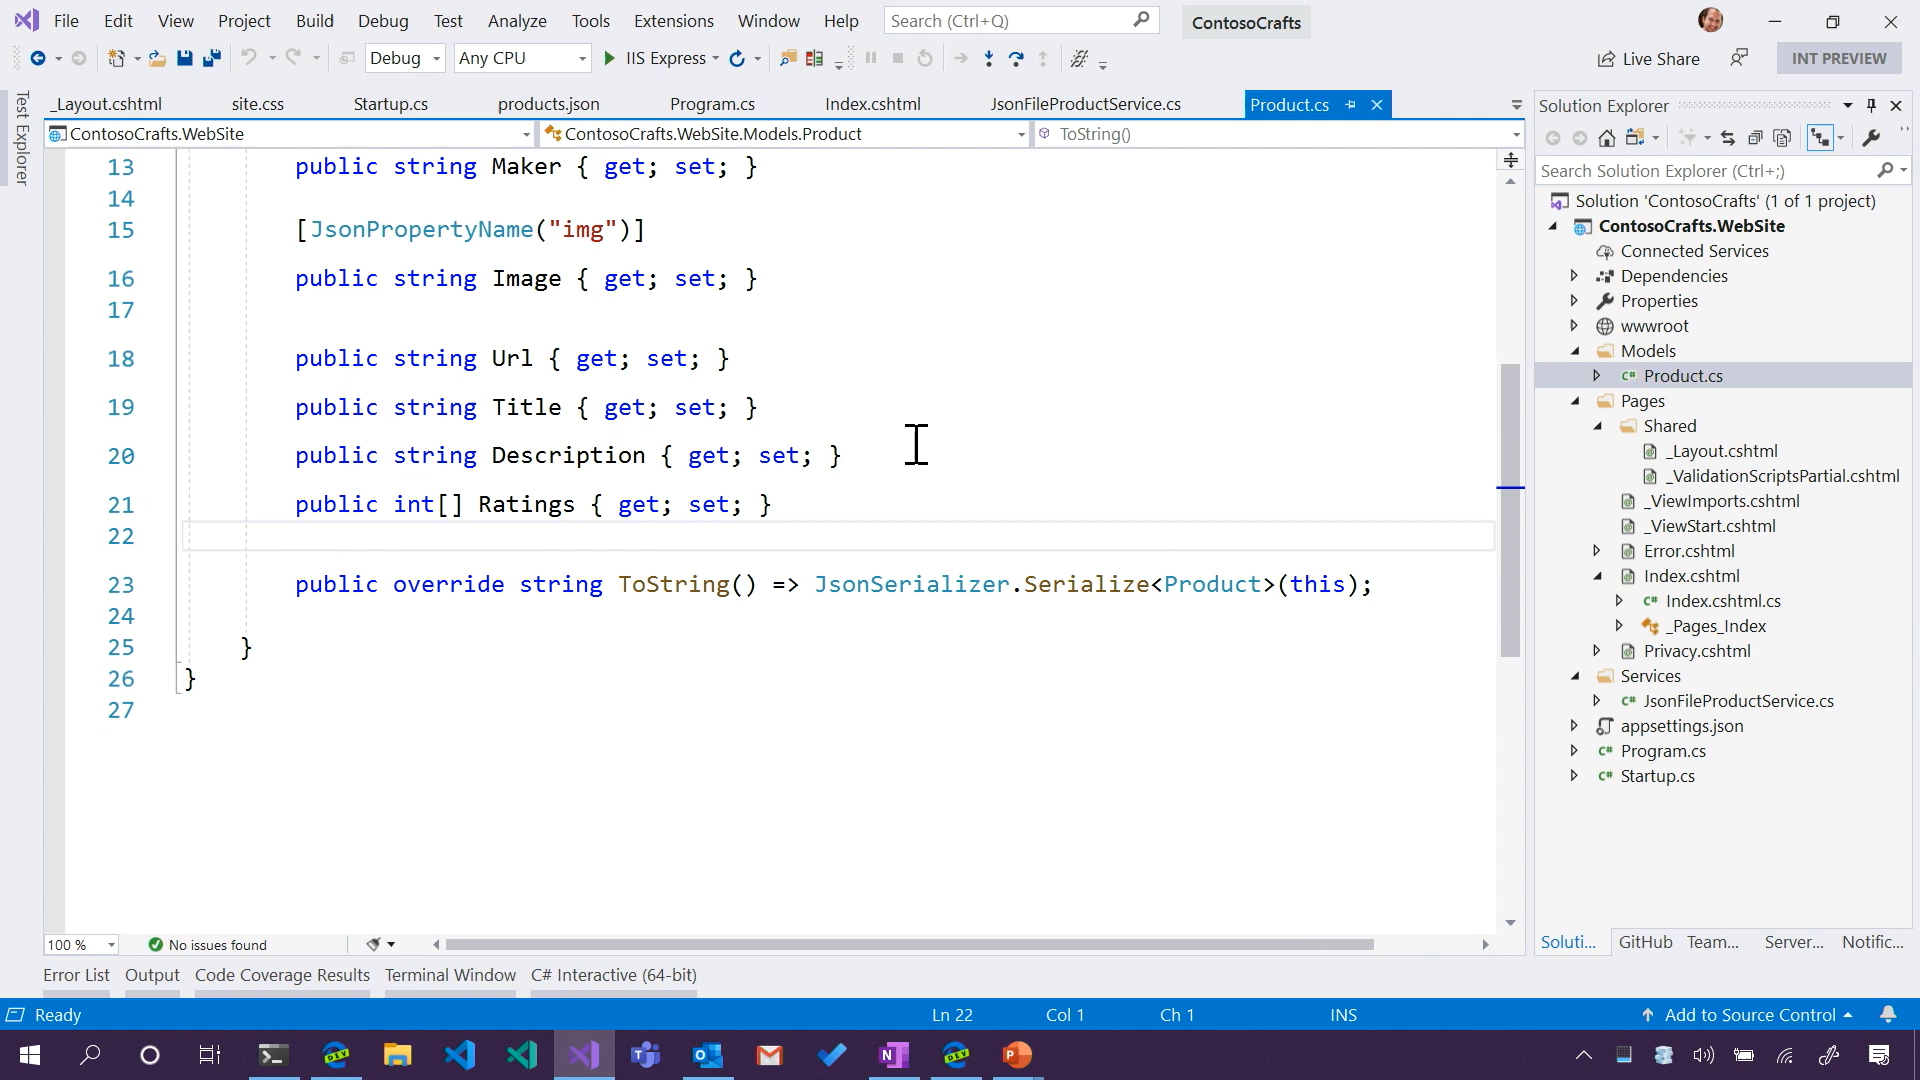 File Edit View Project Build Debug Test Analyze Tools Extensions Window Help Search (Ctrl+Q) ContosoCrafts
Debug Any CPU IIS Express Live Share INT PREVIEW
Test Explorer
_Layout.cshtml site.css Startup.cs products.json Program.cs Index.cshtml JsonFileProductService.cs Product.cs
ContosoCrafts.WebSite ContosoCrafts.WebSite.Models.Product ToString()
13 public string Maker { get; set; }
14
15 [JsonPropertyName("img")]
16 public string Image { get; set; }
17
18 public string Url { get; set; }
19 public string Title { get; set; }
20 public string Description { get; set; }
21 public int[] Ratings { get; set; }
22
23 public override string ToString() => JsonSerializer.Serialize<Product>(this);
24
25 }
26 }
27
100 % No issues found
Solution Explorer
Search Solution Explorer (Ctrl+;)
Solution 'ContosoCrafts' (1 of 1 project)
ContosoCrafts.WebSite
Connected Services
Dependencies
Properties
wwwroot
Models
C# Product.cs
Pages
Shared
_Layout.cshtml
_ValidationScriptsPartial.cshtml
_ViewImports.cshtml
_ViewStart.cshtml
Error.cshtml
Index.cshtml
C# Index.cshtml.cs
_Pages_Index
Privacy.cshtml
Services
C# JsonFileProductService.cs
appsettings.json
C# Program.cs
C# Startup.cs
Soluti... GitHub Team... Server... Notific...
Error List Output Code Coverage Results Terminal Window C# Interactive (64-bit)
Ready Ln 22 Col 1 Ch 1 INS Add to Source Control
DEV DEV